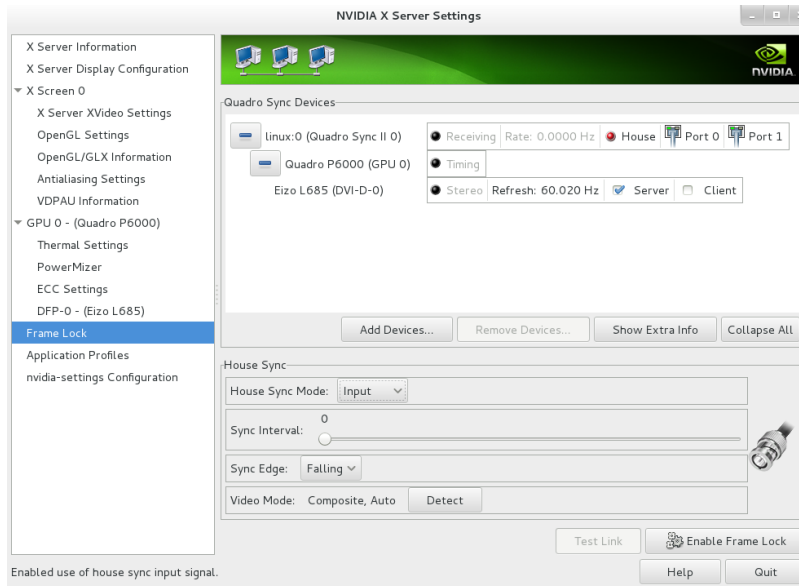 NVIDIA X Server Settings
X Server Information
X Server Display Configuration
X Screen 0
X Server XVideo Settings
OpenGL Settings
OpenGL/GLX Information
Antialiasing Settings
VDPAU Information
GPU 0 - (Quadro P6000)
Thermal Settings
PowerMizer
ECC Settings
DFP-0 - (Eizo L685)
Frame Lock
Application Profiles
nvidia-settings Configuration
NVIDIA.
Quadro Sync Devices
linux:0 (Quadro Sync II 0) Receiving Rate: 0.0000 Hz House Port 0 Port 1
Quadro P6000 (GPU 0) Timing
Eizo L685 (DVI-D-0) Stereo Refresh: 60.020 Hz Server Client
Add Devices... Remove Devices... Show Extra Info Collapse All
House Sync
House Sync Mode: Input
0
Sync Interval:
Sync Edge: Falling
Video Mode: Composite, Auto Detect
Test Link Enable Frame Lock
Enabled use of house sync input signal.
Help Quit